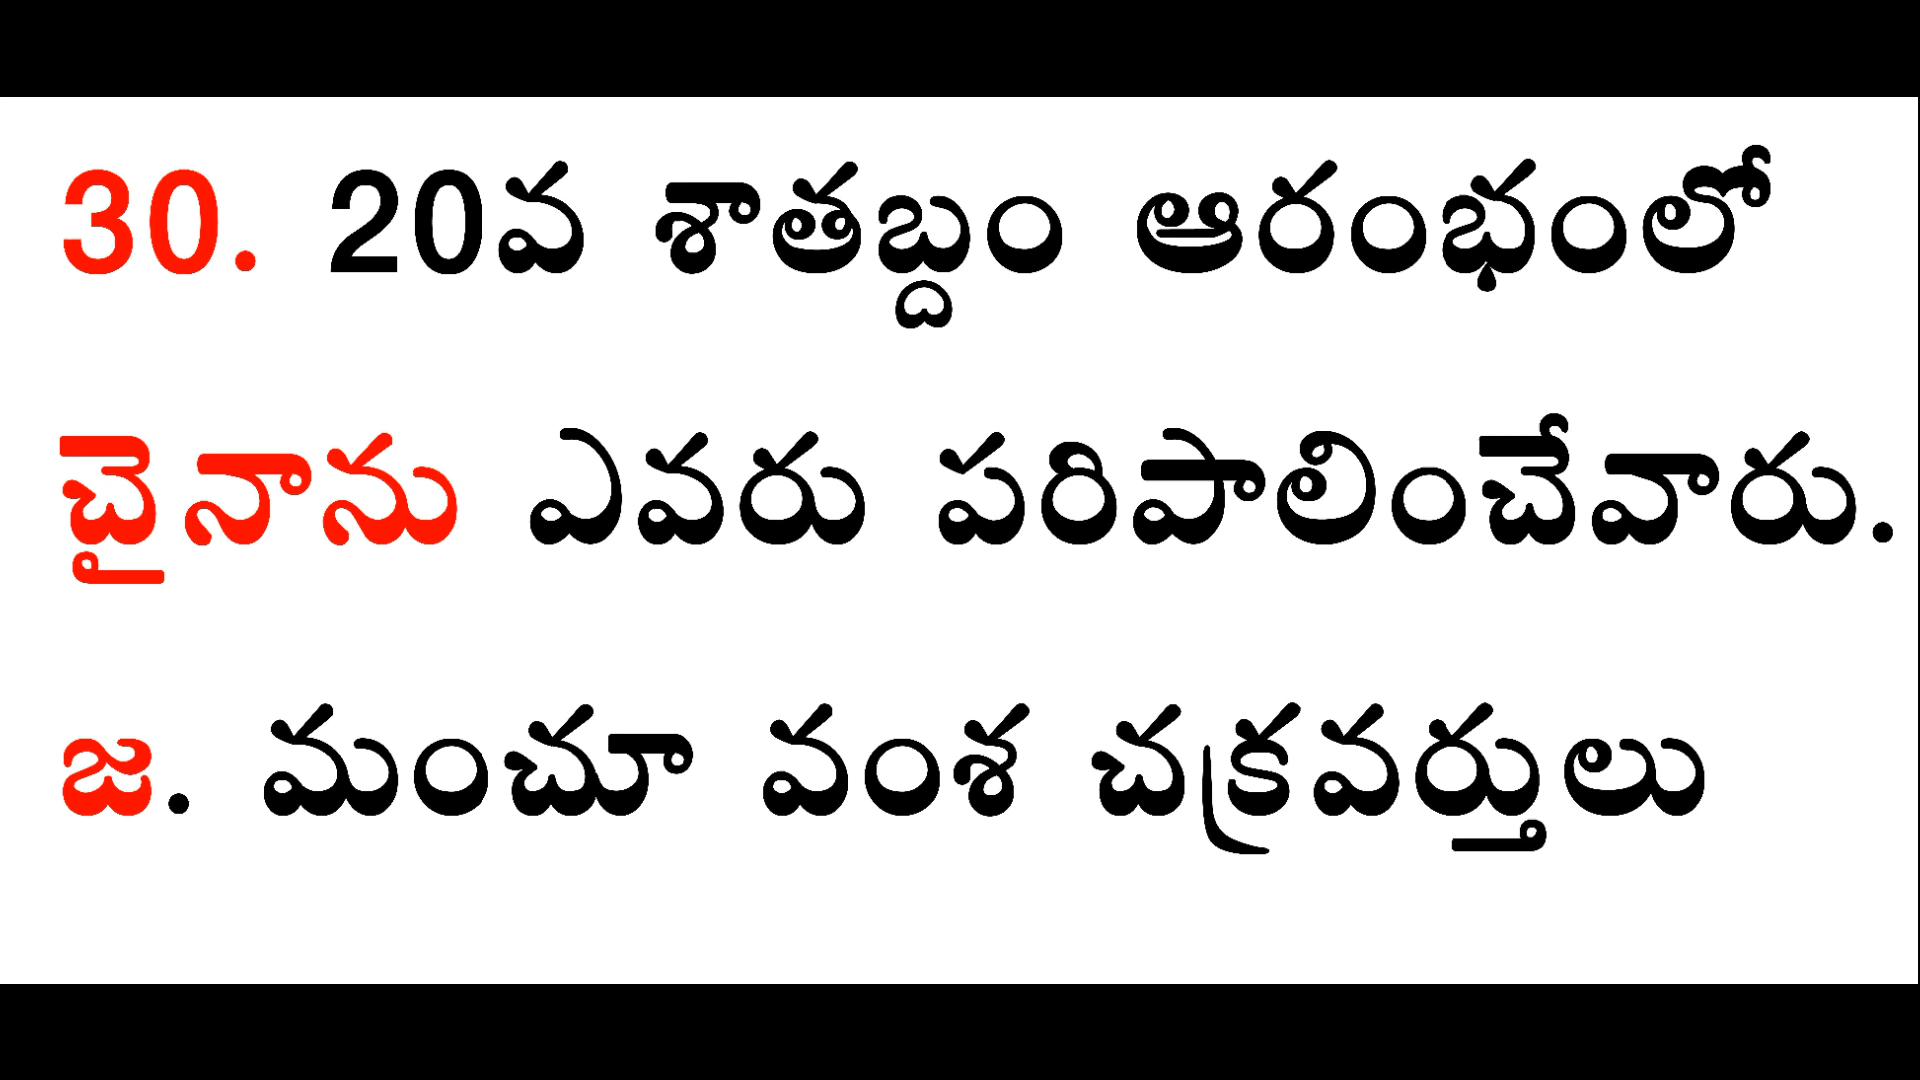 30. 20వ శాతబ్దం ఆరంభంలో
చైనాను ఎవరు పరిపాలించేవారు.
జ. మంచూ వంశ చక్రవర్తులు